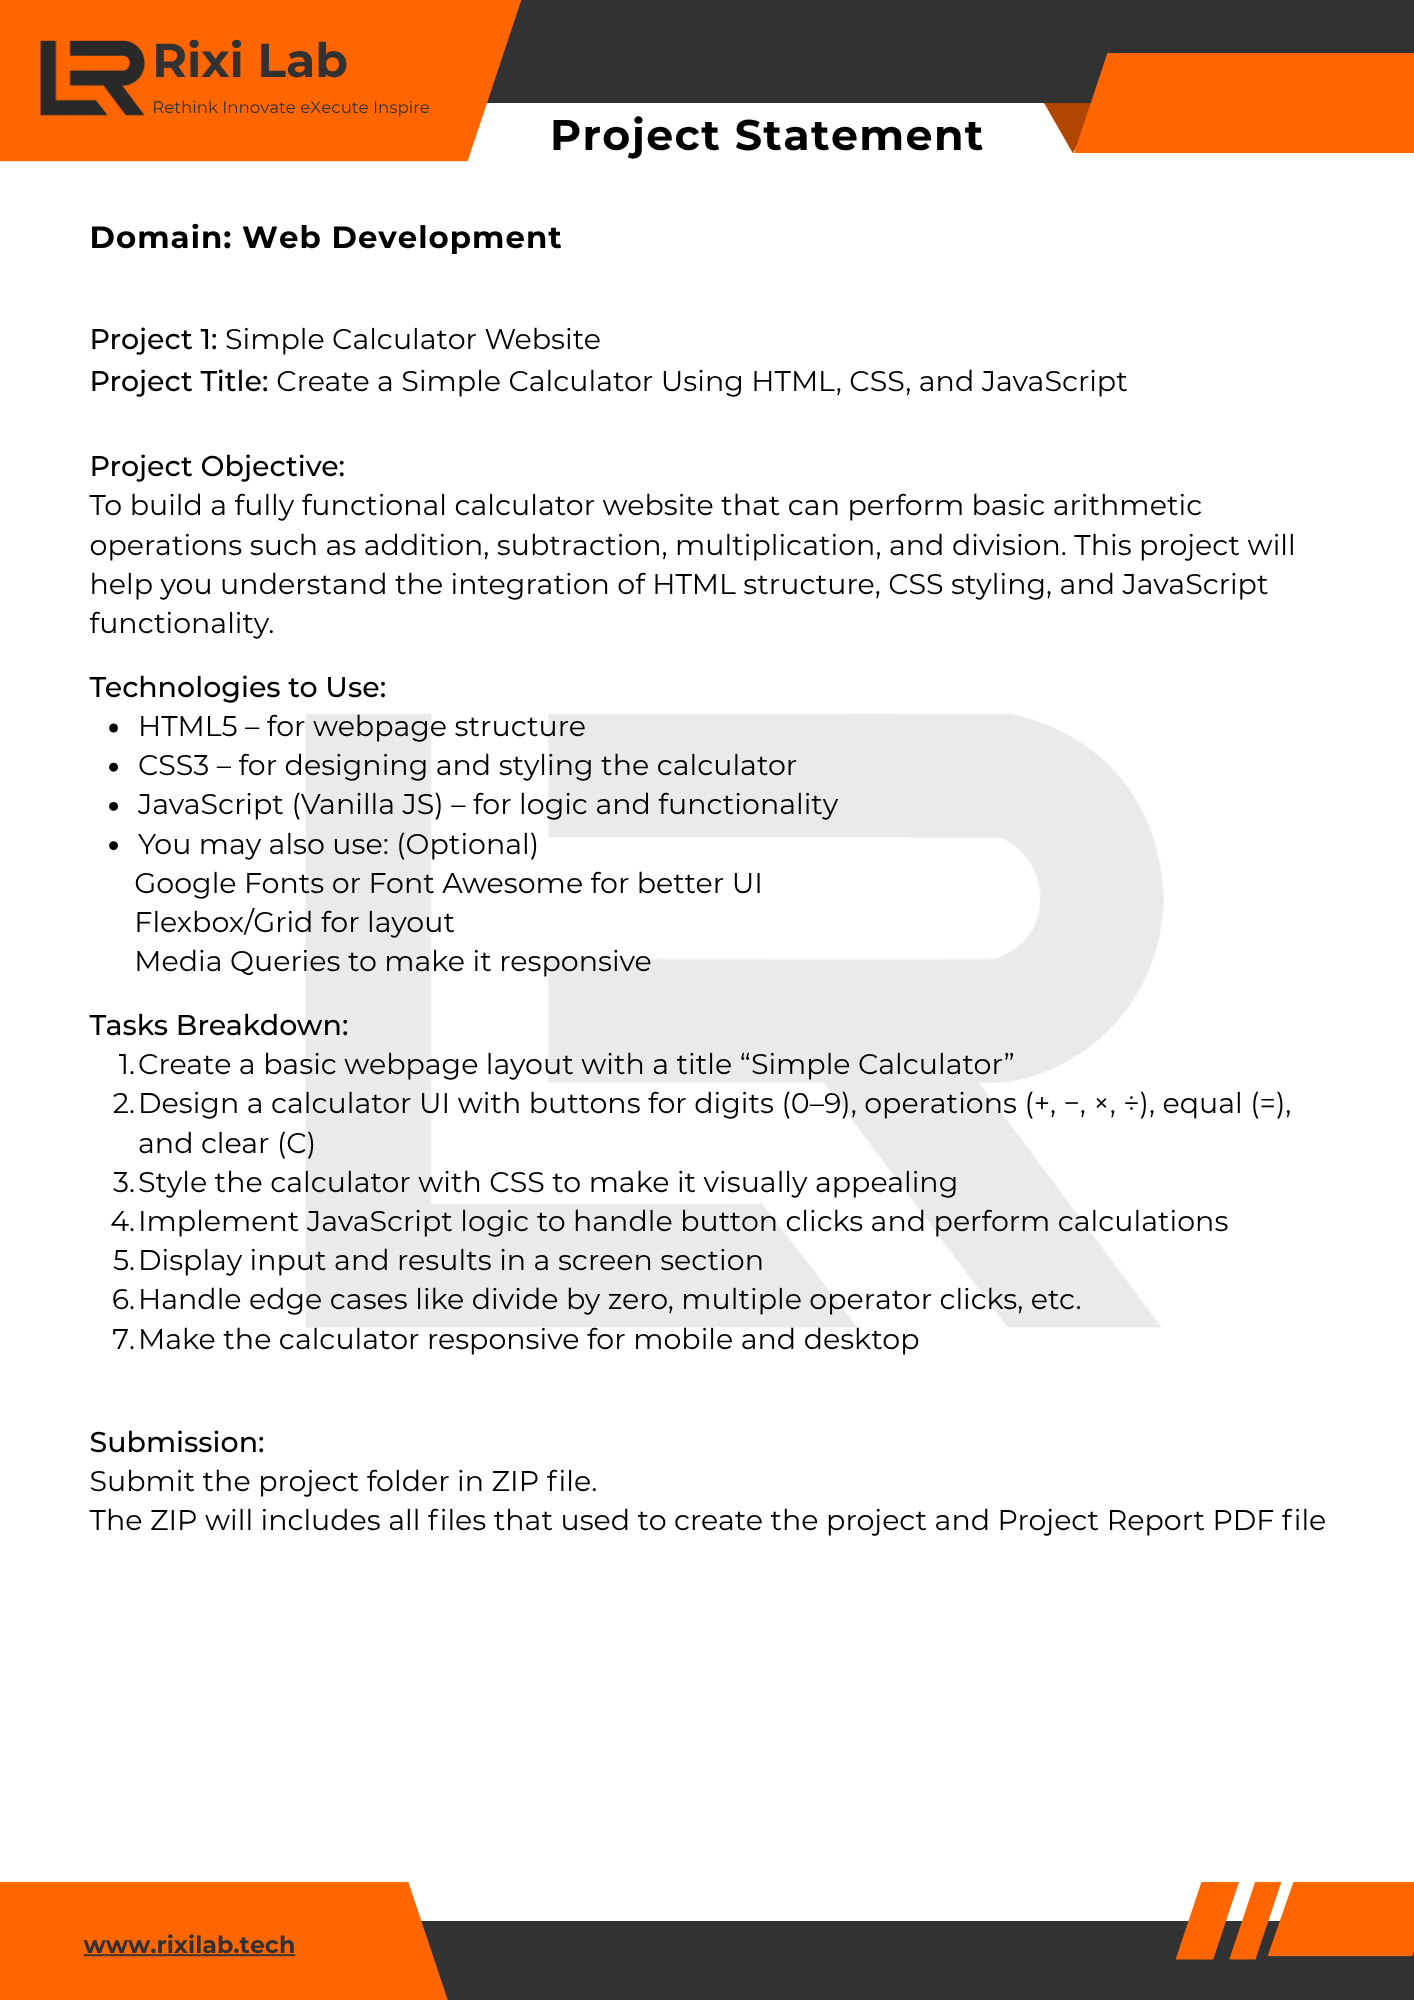 Rixi Lab
Rethink Innovate eXecute Inspire
Project Statement
Domain: Web Development
Project 1: Simple Calculator Website
Project Title: Create a Simple Calculator Using HTML, CSS, and JavaScript
Project Objective:
To build a fully functional calculator website that can perform basic arithmetic
operations such as addition, subtraction, multiplication, and division. This project will
help you understand the integration of HTML structure, CSS styling, and JavaScript
functionality.
Technologies to Use:
• HTML5 – for webpage structure
• CSS3 – for designing and styling the calculator
• JavaScript (Vanilla JS) – for logic and functionality
• You may also use: (Optional)
Google Fonts or Font Awesome for better UI
Flexbox/Grid for layout
Media Queries to make it responsive
Tasks Breakdown:
1. Create a basic webpage layout with a title “Simple Calculator”
2. Design a calculator UI with buttons for digits (0–9), operations (+, −, ×, ÷), equal (=),
and clear (C)
3. Style the calculator with CSS to make it visually appealing
4. Implement JavaScript logic to handle button clicks and perform calculations
5. Display input and results in a screen section
6. Handle edge cases like divide by zero, multiple operator clicks, etc.
7. Make the calculator responsive for mobile and desktop
Submission:
Submit the project folder in ZIP file.
The ZIP will includes all files that used to create the project and Project Report PDF file
www.rixilab.tech